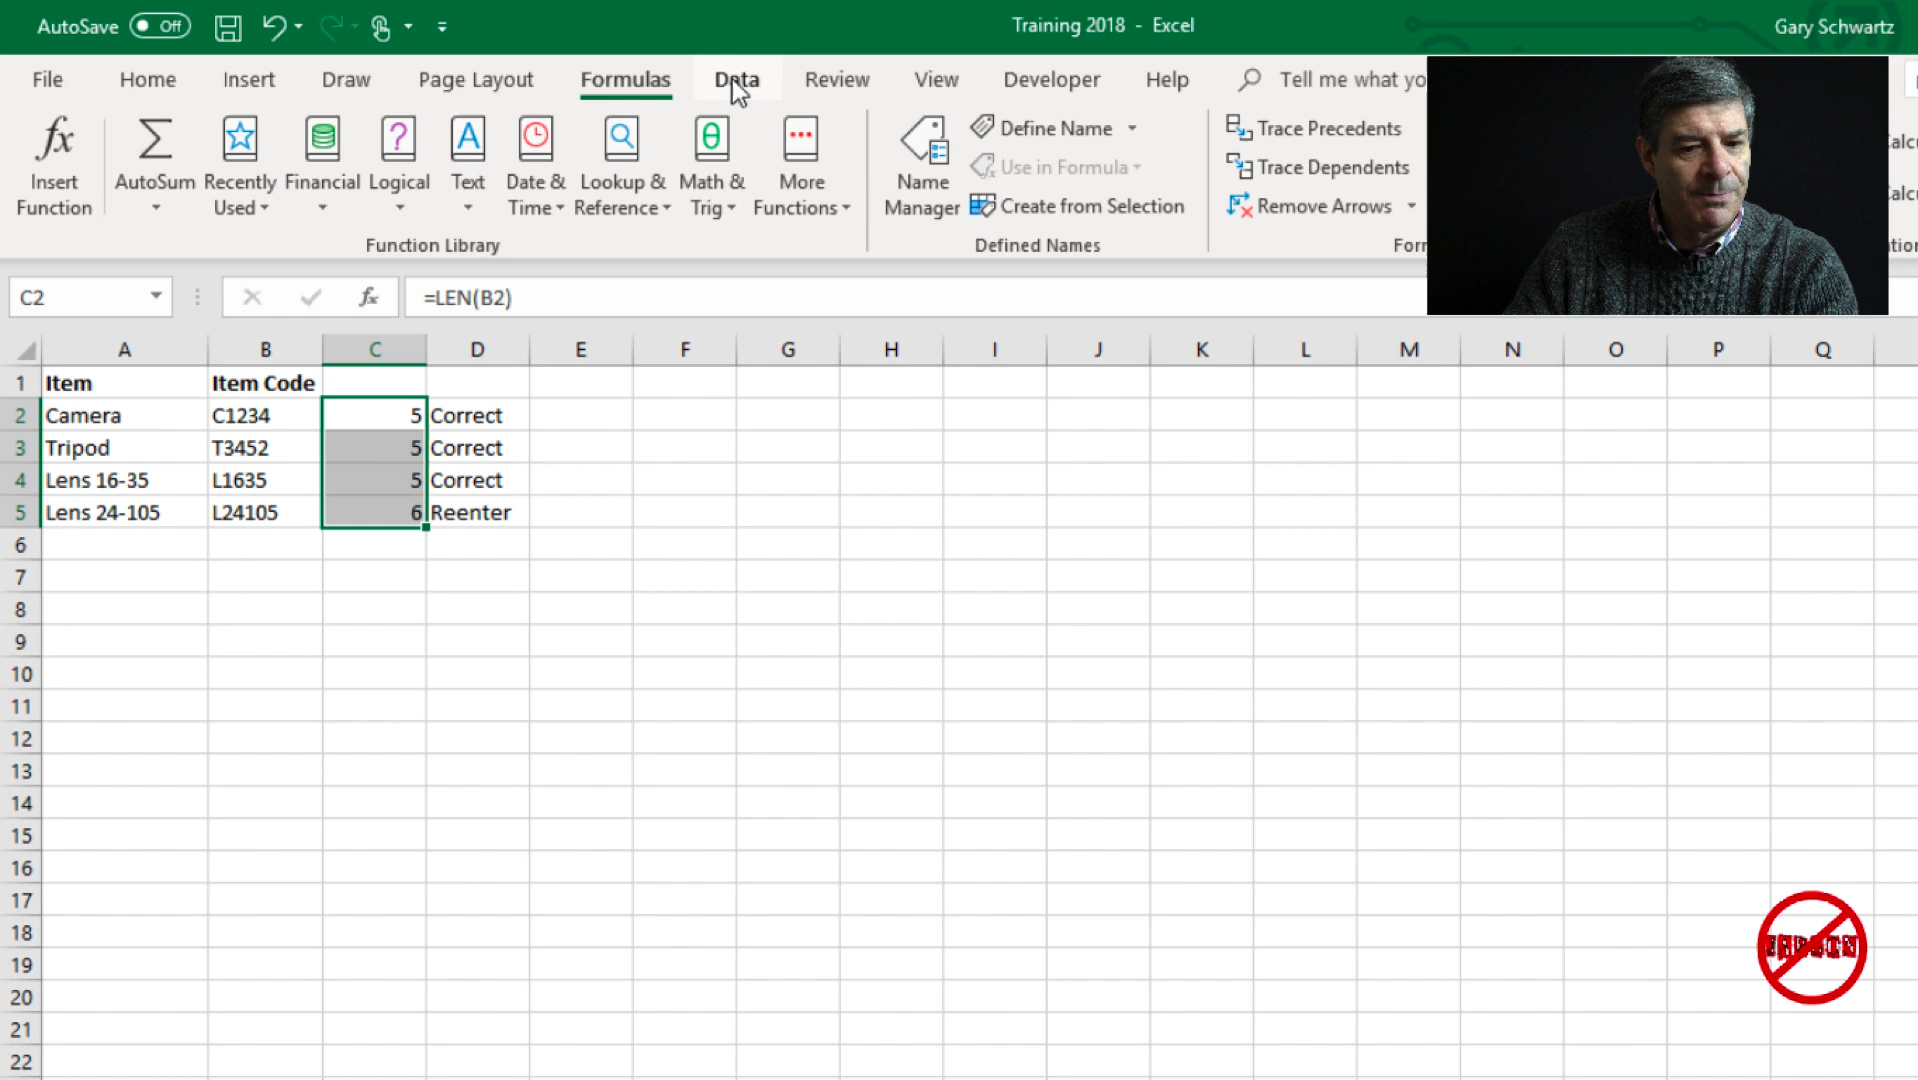 AutoSave Off Training 2018 - Excel Gary Schwartz
File Home Insert Draw Page Layout Formulas Data Review View Developer Help Tell me what yo
Insert Function
AutoSum
Recently Used
Financial
Logical
Text
Date & Time
Lookup & Reference
Math & Trig
More Functions
Function Library
Name Manager
Define Name
Use in Formula
Create from Selection
Defined Names
Trace Precedents
Trace Dependents
Remove Arrows
For
Calc
Calc
C2 fx =LEN(B2)
A B C D E F G H I J K L M N O P Q
1 Item Item Code
2 Camera C1234 5 Correct
3 Tripod T3452 5 Correct
4 Lens 16-35 L1635 5 Correct
5 Lens 24-105 L24105 6 Reenter
6
7
8
9
10
11
12
13
14
15
16
17
18
19
20
21
22